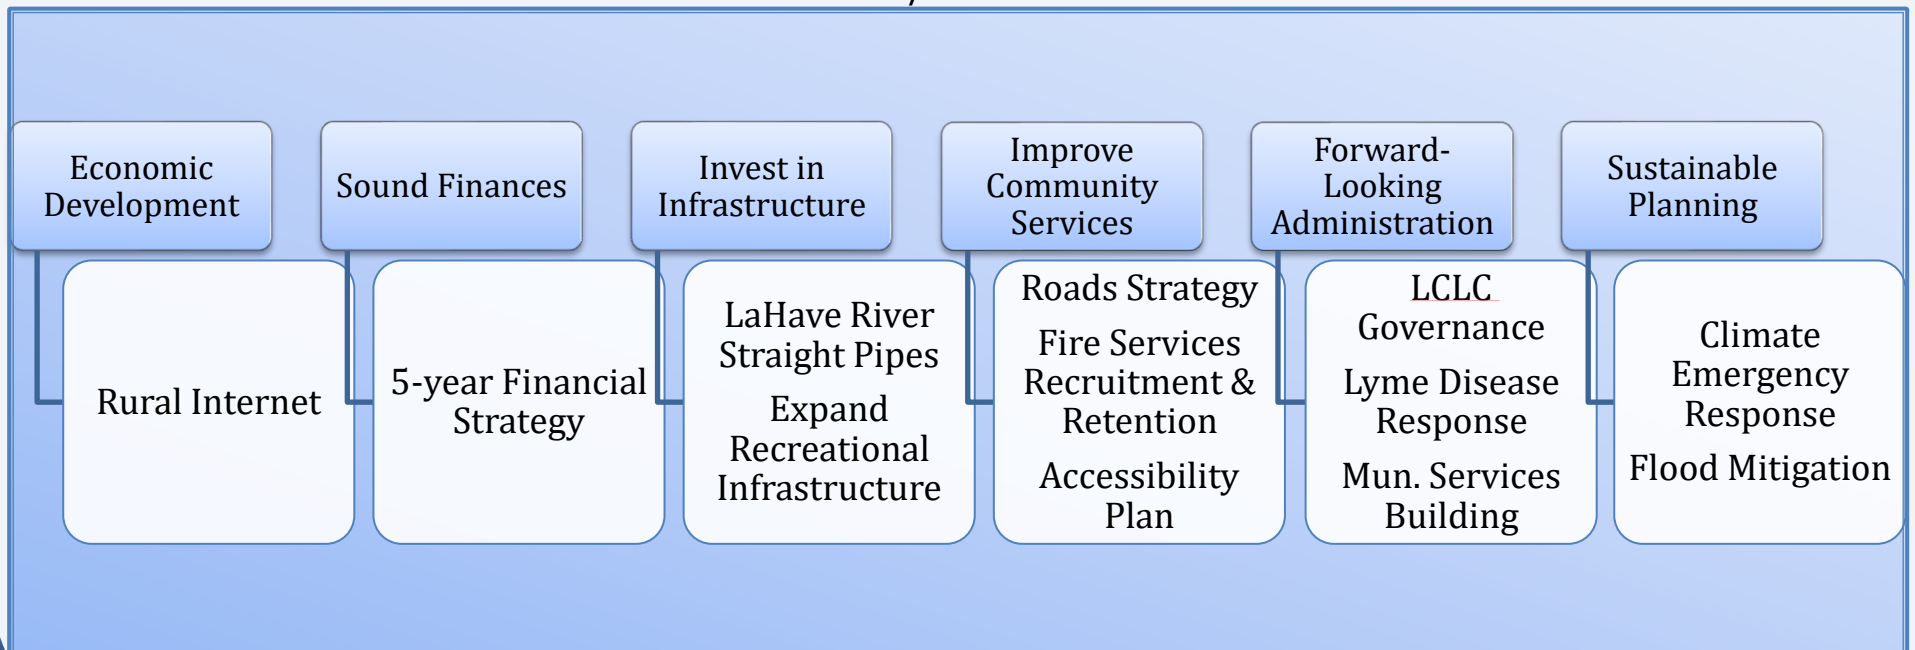 Economic
Development
Sound Finances
Invest in
Infrastructure
Improve
Community
Services
Forward-
Looking
Administration
Sustainable
Planning
Rural Internet
5-year Financial
Strategy
LaHave River
Straight Pipes
Expand
Recreational
Infrastructure
Roads Strategy
Fire Services
Recruitment &
Retention
Accessibility
Plan
LCLC
Governance
Lyme Disease
Response
Mun. Services
Building
Climate
Emergency
Response
Flood Mitigation